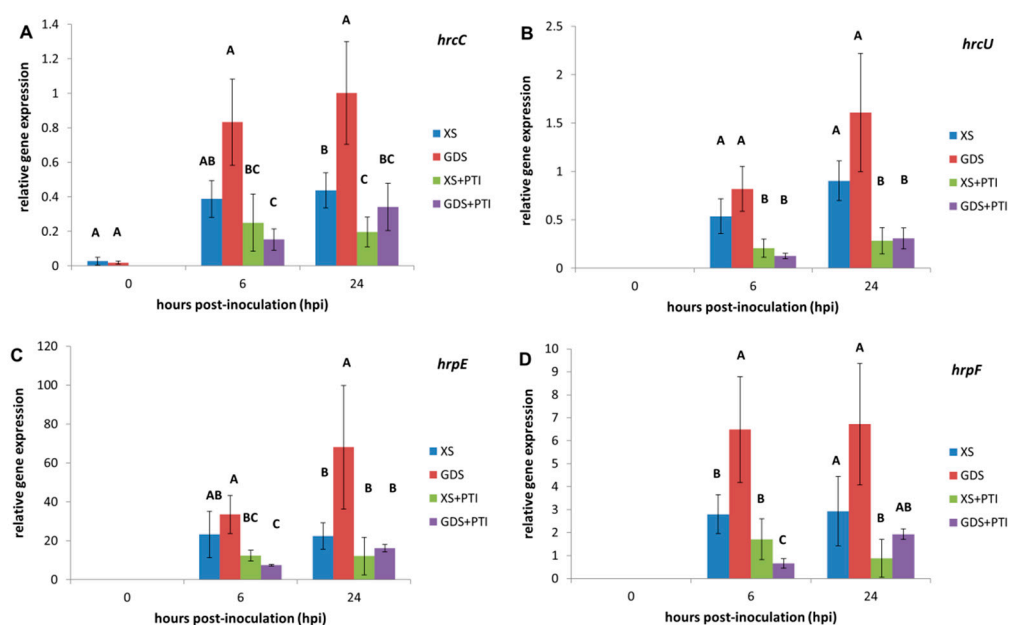 A
hrcC
relative gene expression
1.4
1.2
1
0.8
0.6
0.4
0.2
0
A A
AB A BC C
B A C BC
0 6 24
hours post-inoculation (hpi)
XS
GDS
XS+PTI
GDS+PTI
B
hrcU
relative gene expression
2.5
2
1.5
1
0.5
0
A A B B
A A B B
0 6 24
hours post-inoculation (hpi)
XS
GDS
XS+PTI
GDS+PTI
C
hrpE
relative gene expression
120
100
80
60
40
20
0
AB A BC C
B A B B
0 6 24
hours post-inoculation (hpi)
XS
GDS
XS+PTI
GDS+PTI
D
hrpF
relative gene expression
10
9
8
7
6
5
4
3
2
1
0
B A B C
A A B AB
0 6 24
hours post-inoculation (hpi)
XS
GDS
XS+PTI
GDS+PTI